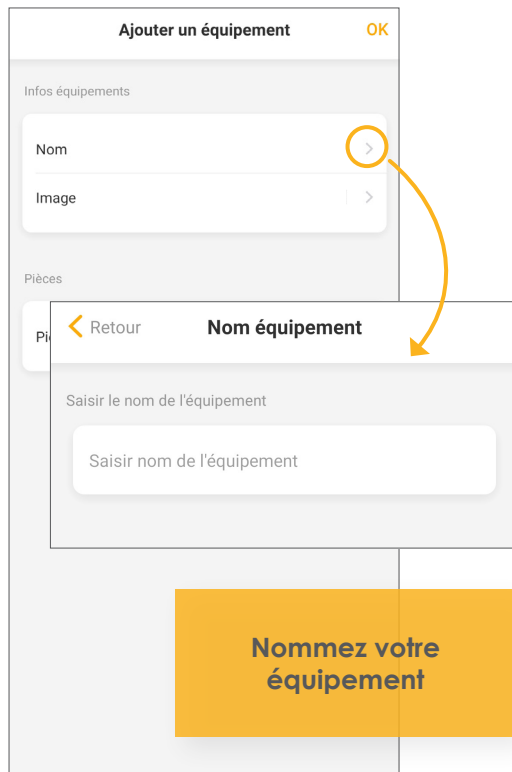 Ajouter un équipement
OK
Infos équipements
Nom
Image
Pièces
Retour
Nom équipement
Saisir le nom de l'équipement
Saisir nom de l'équipement
Nommez votre
équipement